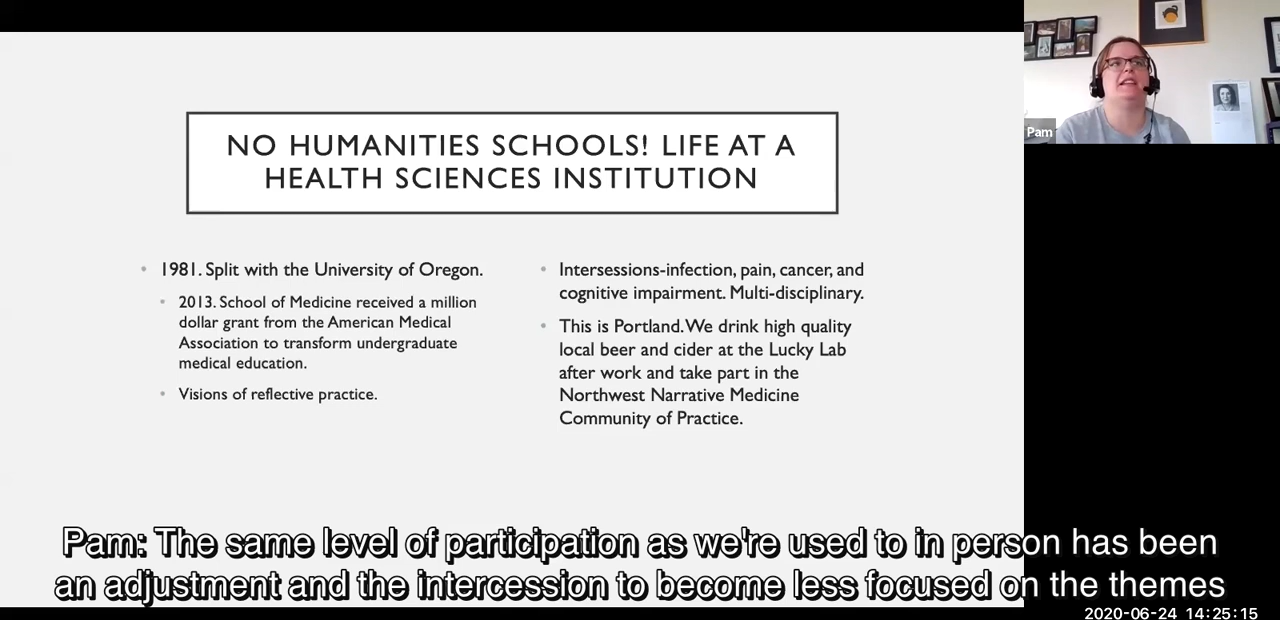 NO HUMANITIES SCHOOLS! LIFE AT A
HEALTH SCIENCES INSTITUTION
1981. Split with the University of Oregon.
2013. School of Medicine received a million
dollar grant from the American Medical
Association to transform undergraduate
medical education.
Visions of reflective practice.
Intersessions-infection, pain, cancer, and
cognitive impairment. Multi-disciplinary.
This is Portland. We drink high quality
local beer and cider at the Lucky Lab
after work and take part in the
Northwest Narrative Medicine
Community of Practice.
Pam
Pam: The same level of participation as we're used to in person has been
an adjustment and the intercession to become less focused on the themes
2020-06-24 14:25:15